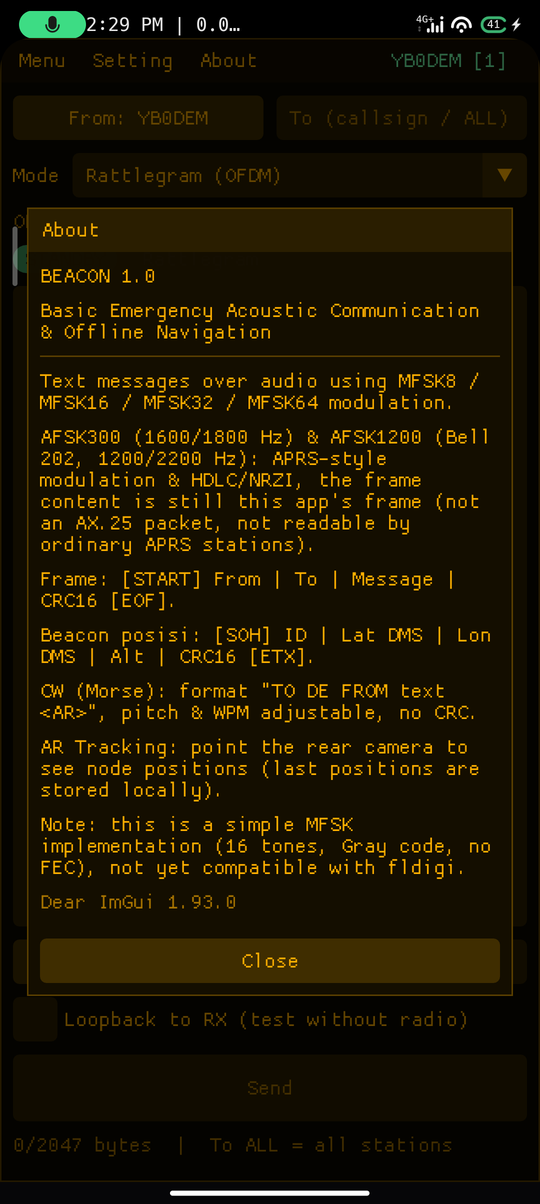 2:29 PM | 0.0…
4G+
41
Menu Setting About YB0DEM [1]
From: YB0DEM To (callsign / ALL)
Mode Rattlegram (OFDM) ▼
About
BEACON 1.0
Basic Emergency Acoustic Communication
& Offline Navigation
Text messages over audio using MFSK8 /
MFSK16 / MFSK32 / MFSK64 modulation.
AFSK300 (1600/1800 Hz) & AFSK1200 (Bell
202, 1200/2200 Hz): APRS-style
modulation & HDLC/NRZI, the frame
content is still this app's frame (not
an AX.25 packet, not readable by
ordinary APRS stations).
Frame: [START] From | To | Message |
CRC16 [EOF].
Beacon posisi: [SOH] ID | Lat DMS | Lon
DMS | Alt | CRC16 [ETX].
CW (Morse): format "TO DE FROM text
<AR>", pitch & WPM adjustable, no CRC.
AR Tracking: point the rear camera to
see node positions (last positions are
stored locally).
Note: this is a simple MFSK
implementation (16 tones, Gray code, no
FEC), not yet compatible with fldigi.
Dear ImGui 1.93.0
Close
Loopback to RX (test without radio)
Send
0/2047 bytes | To ALL = all stations